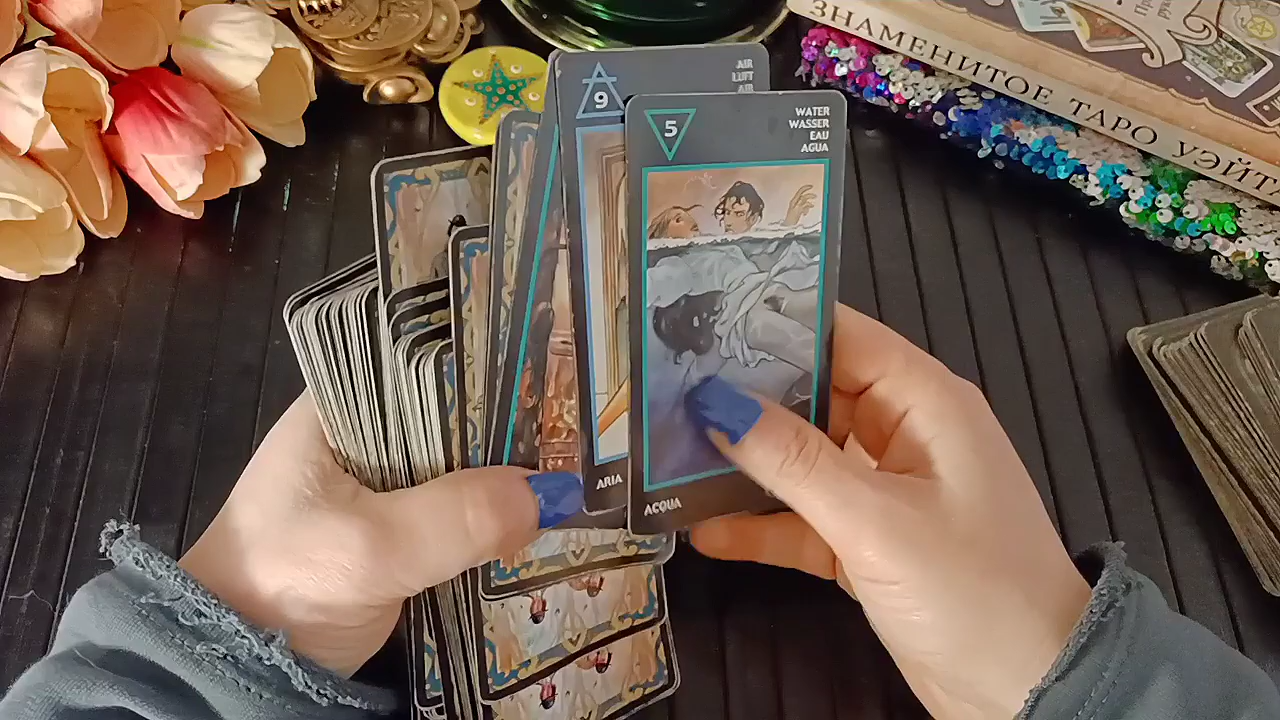 9
AIR
LUFT
AIR
5
WATER
WASSER
EAU
AGUA
ARIA
ACQUA
ЗНАМЕНИТОЕ ТАРО УЭЙТ